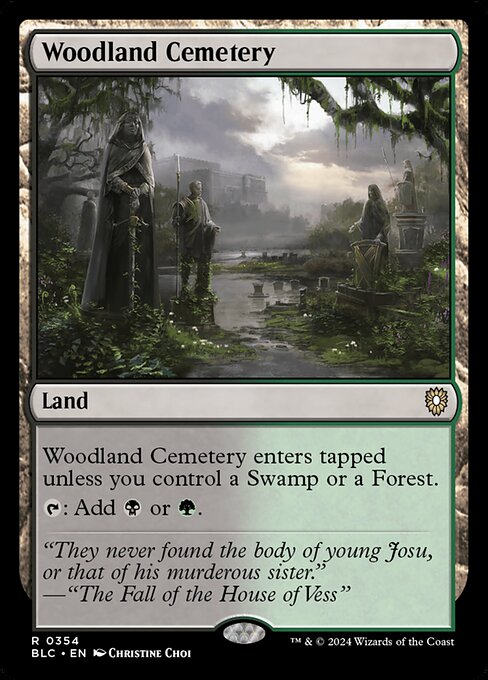 Woodland Cemetery
Land
Woodland Cemetery enters tapped
unless you control a Swamp or a Forest.
: Add or .
“They never found the body of young Josu,
or that of his murderous sister.”
—“The Fall of the House of Vess”
R 0354
BLC • EN Christine Choi
™ & © 2024 Wizards of the Coast